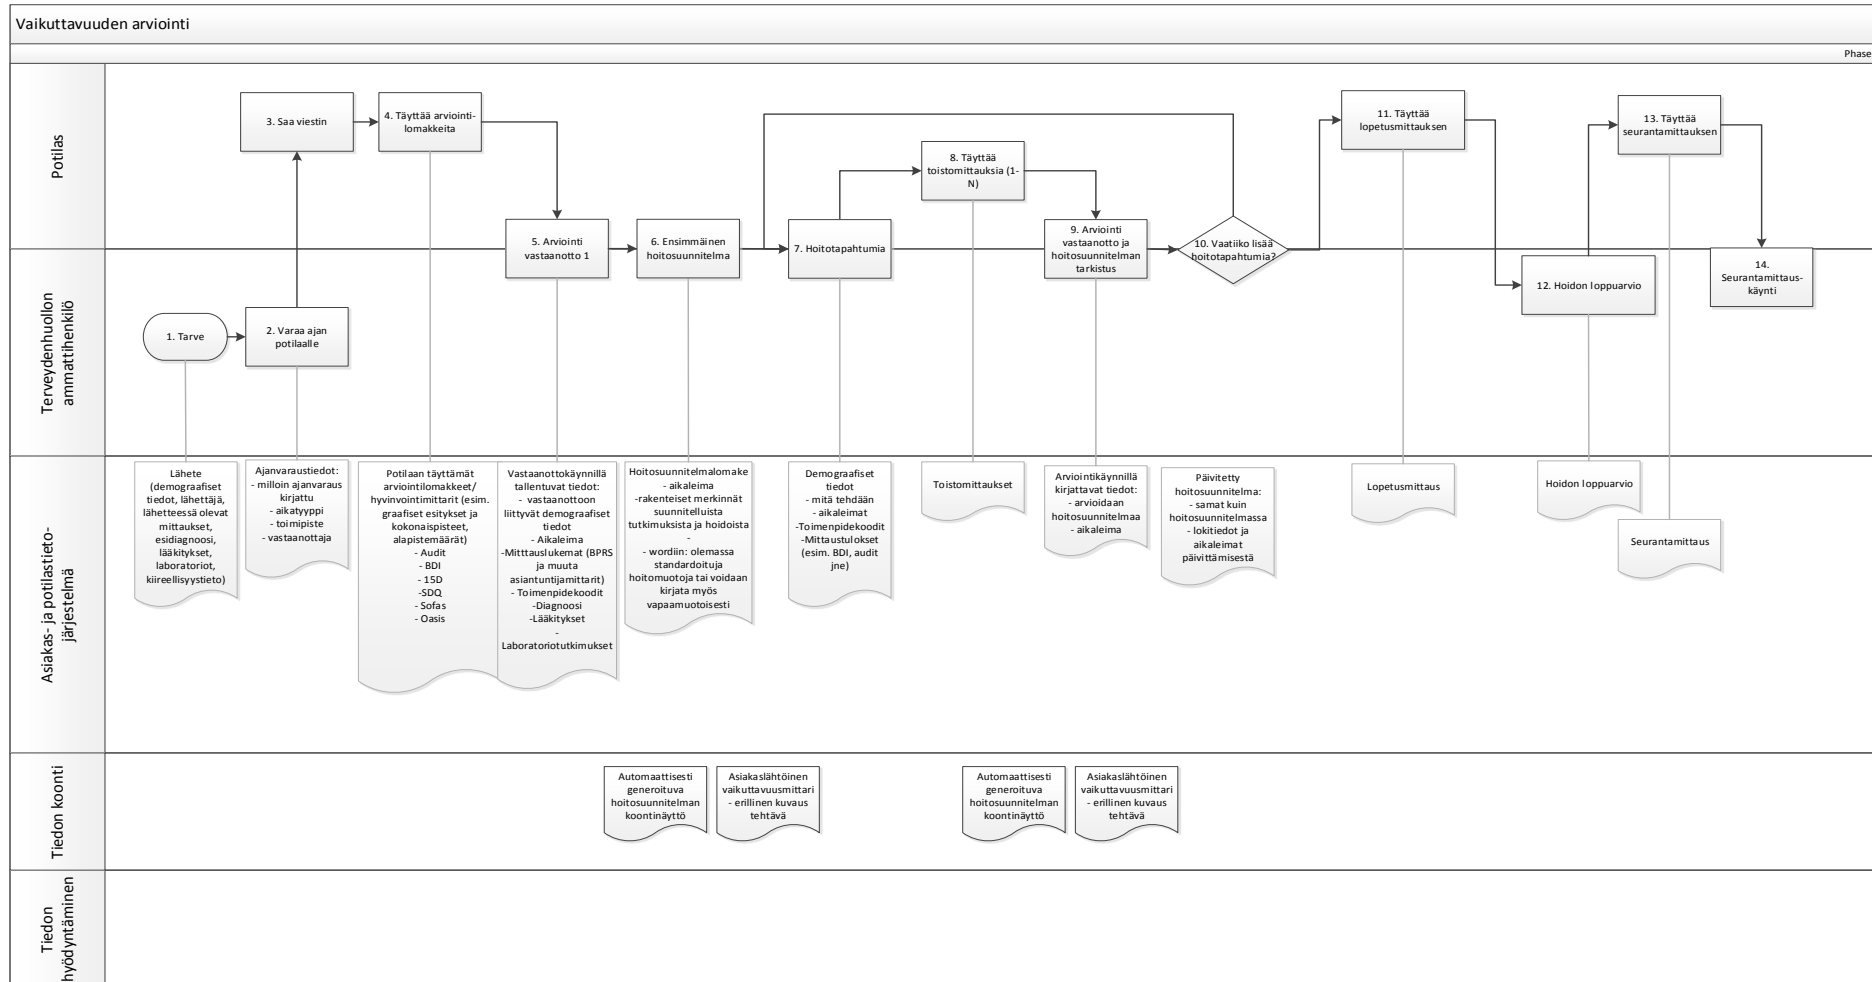 Vaikuttavuuden arviointi
Phase
Potilas
3. Saa viestin
4. Täyttää arviointi-
lomakkeita
5. Arviointi
vastaanotto 1
6. Ensimmäinen
hoitosuunnitelma
7. Hoitotapahtumia
8. Täyttää
toistomittauksia (1-
N)
9. Arviointi
vastaanotto ja
hoitosuunnitelman
tarkistus
10. Vaatiiko lisää
hoitotapahtumia?
11. Täyttää
lopetusmittauksen
13. Täyttää
seurantamittauksen
Terveydenhuollon
ammattihenkilö
1. Tarve
2. Varaa ajan
potilaalle
12. Hoidon loppuarvio
14.
Seurantamittaus-
käynti
Asiakas- ja potilastieto-
järjestelmä
Lähete
(demograafiset
tiedot, lähettäjä,
lähetteessä olevat
mittaukset,
esidiagnoosi,
lääkitykset,
laboratoriot,
kiireellisyystieto)
Ajanvaraustiedot:
- milloin ajanvaraus
kirjattu
- aikatyyppi
- toimipiste
- vastaanottaja
Potilaan täyttämät
arviointilomakkeet/
hyvinvointimittarit (esim.
graafiset esitykset ja
kokonaispisteet,
alapistemäärät)
- Audit
- BDI
- 15D
-SDQ
- Sofas
- Oasis
Vastaanottokäynnillä
tallentuvat tiedot:
- vastaanottoon
liittyvät demograafiset
tiedot
- Aikaleima
-Mitttauslukemat (BPRS
ja muuta
asiantuntijamittarit)
- Toimenpidekoodit
-Diagnoosi
-Lääkitykset
-
Laboratoriotutkimukset
Hoitosuunnitelmalomake
- aikaleima
-rakenteiset merkinnät
suunnitelluista
tutkimuksista ja hoidoista
-
- wordiin: olemassa
standardoituja
hoitomuotoja tai voidaan
kirjata myös
vapaamuotoisesti
Demograafiset
tiedot
- mitä tehdään
- aikaleimat
-Toimenpidekoodit
-Mittaustulokset
(esim. BDI, audit
jne)
Toistomittaukset
Arviointikäynnillä
kirjattavat tiedot:
- arvioidaan
hoitosuunnitelmaa
- aikaleima
Päivitetty
hoitosuunnitelma:
- samat kuin
hoitosuunnitelmassa
- lokitiedot ja
aikaleimat
päivittämisestä
Lopetusmittaus
Hoidon loppuarvio
Seurantamittaus
Tiedon koonti
Automaattisesti
generoituva
hoitosuunnitelman
koontinäyttö
Asiakaslähtöinen
vaikuttavuusmittari
- erillinen kuvaus
tehtävä
Automaattisesti
generoituva
hoitosuunnitelman
koontinäyttö
Asiakaslähtöinen
vaikuttavuusmittari
- erillinen kuvaus
tehtävä
Tiedon
hyödyntäminen